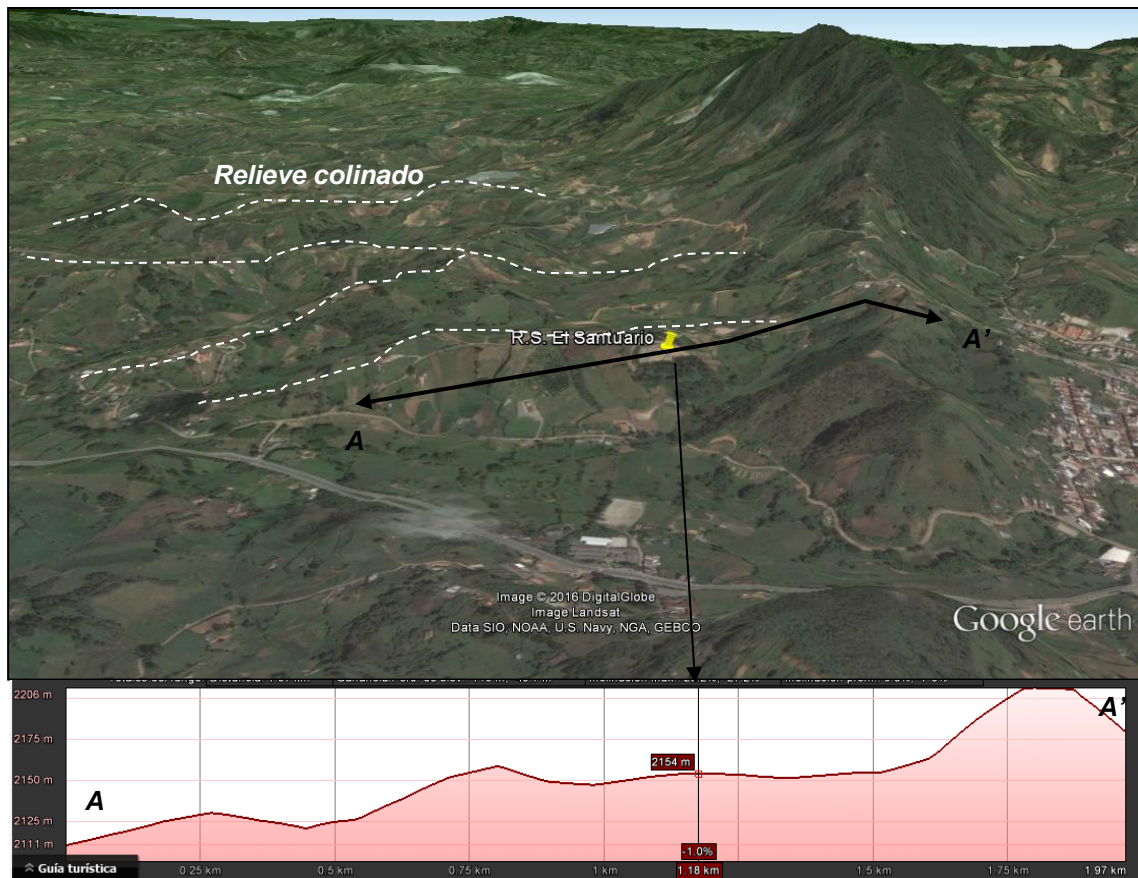 Relieve colinado
R.S. El Santuario
A'
A
Image © 2016 DigitalGlobe
Image Landsat
Data SIO, NOAA, U.S. Navy, NGA, GEBCO
Google earth
2206 m
A'
2175 m
2154 m
2150 m
A
2125 m
2111 m
-1.0%
Guía turística
0.25 km
0.5 km
0.75 km
1 km
1.18 km
1.5 km
1.75 km
1.97 km